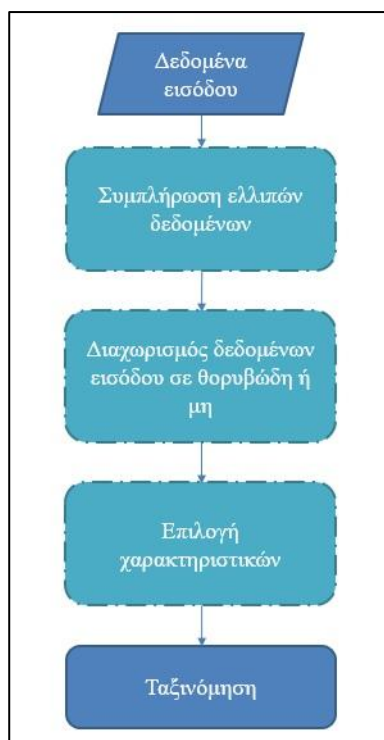 Δεδομένα
εισόδου
Συμπλήρωση ελλιπών
δεδομένων
Διαχωρισμός δεδομένων
εισόδου σε θορυβώδη ή
μη
Επιλογή
χαρακτηριστικών
Ταξινόμηση